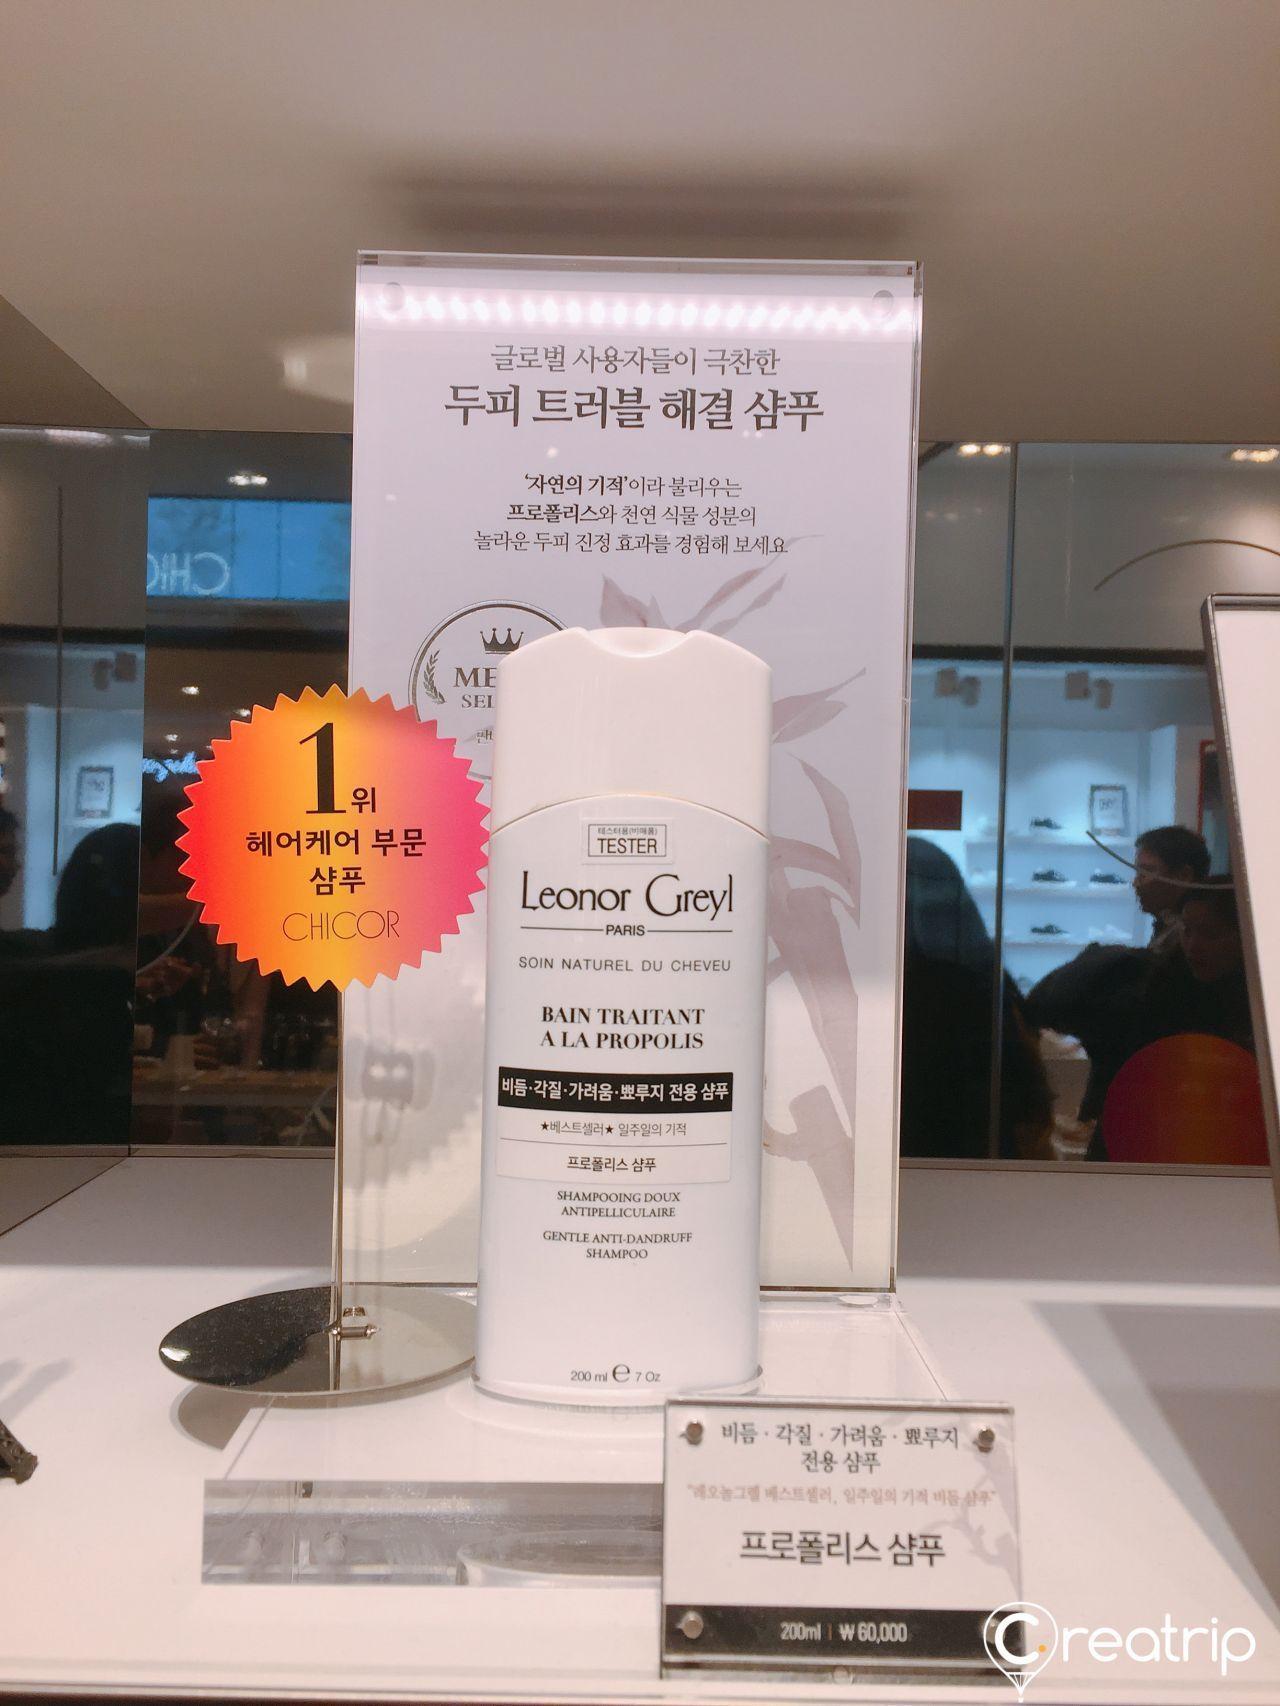 글로벌 사용자들이 극찬한
두피 트러블 해결 샴푸
'자연의 기적'이라 불리우는
프로폴리스와 천연 식물 성분의
놀라운 두피 진정 효과를 경험해 보세요
1위
헤어케어 부문
샴푸
CHICOR
테스터용(비매품)
TESTER
Leonor Greyl
PARIS
SOIN NATUREL DU CHEVEU
BAIN TRAITANT
A LA PROPOLIS
비듬·각질·가려움·뾰루지 전용 샴푸
★베스트셀러★ 일주일의 기적
프로폴리스 샴푸
SHAMPOOING DOUX
ANTIPELLICULAIRE
GENTLE ANTI-DANDRUFF
SHAMPOO
200 ml e 7 Oz
비듬 · 각질 · 가려움 · 뾰루지
전용 샴푸
"레오놀그렐 베스트셀러, 일주일의 기적 비듬 샴푸"
프로폴리스 샴푸
200ml | ₩ 60,000
Creatrip